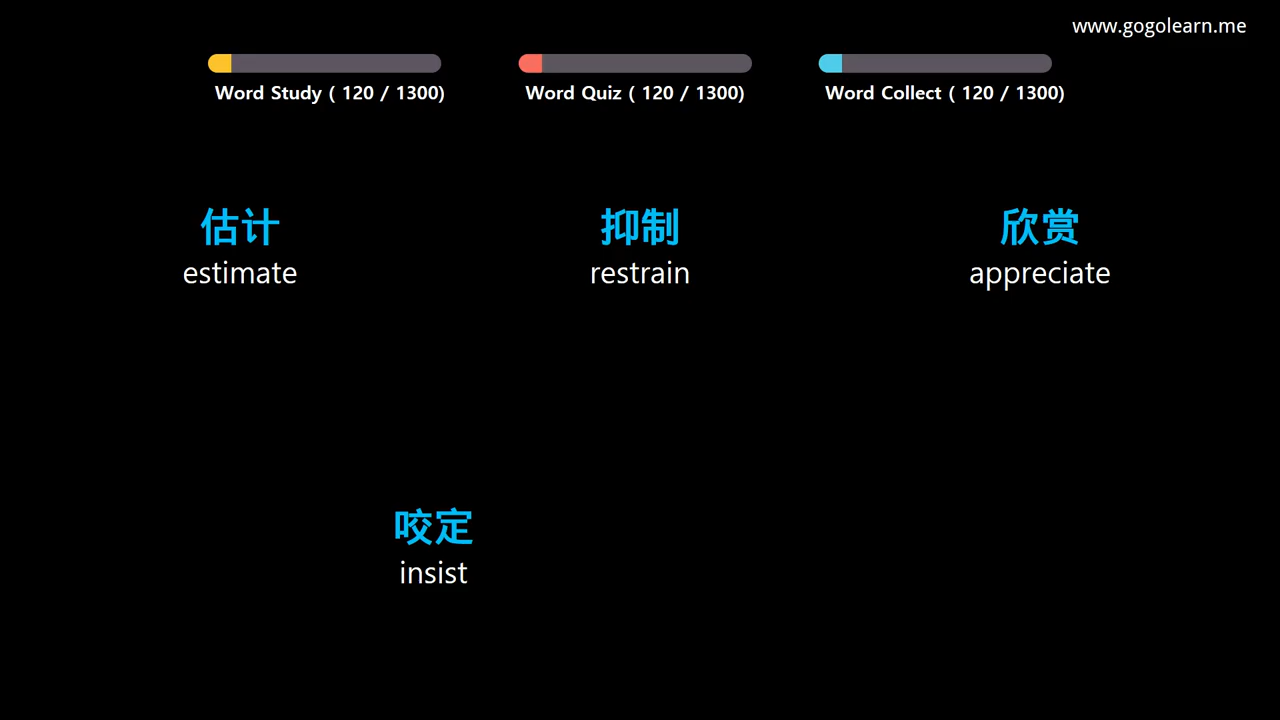 www.gogolearn.me
Word Study ( 120 / 1300)
Word Quiz ( 120 / 1300)
Word Collect ( 120 / 1300)
估计
estimate
抑制
restrain
欣赏
appreciate
咬定
insist